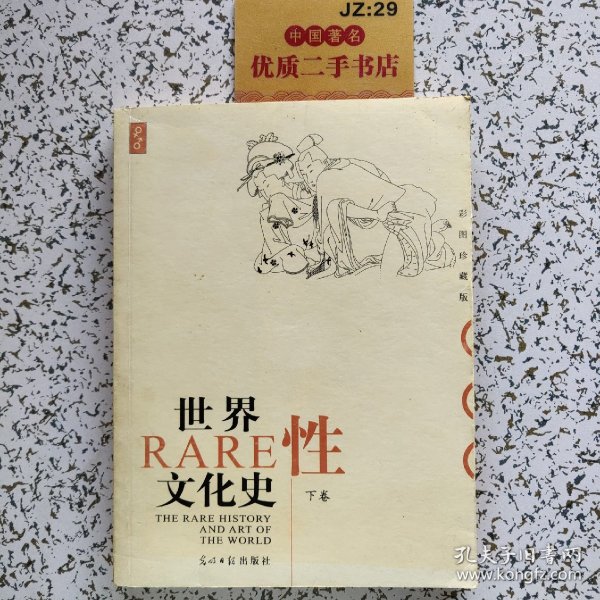 JZ:29
中国著名
优质二手书店
彩图珍藏版
世界
RARE性
文化史
下卷
THE RARE HISTORY
AND ART OF
THE WORLD
光明日报出版社
孔夫子旧书网
www.kongfz.com